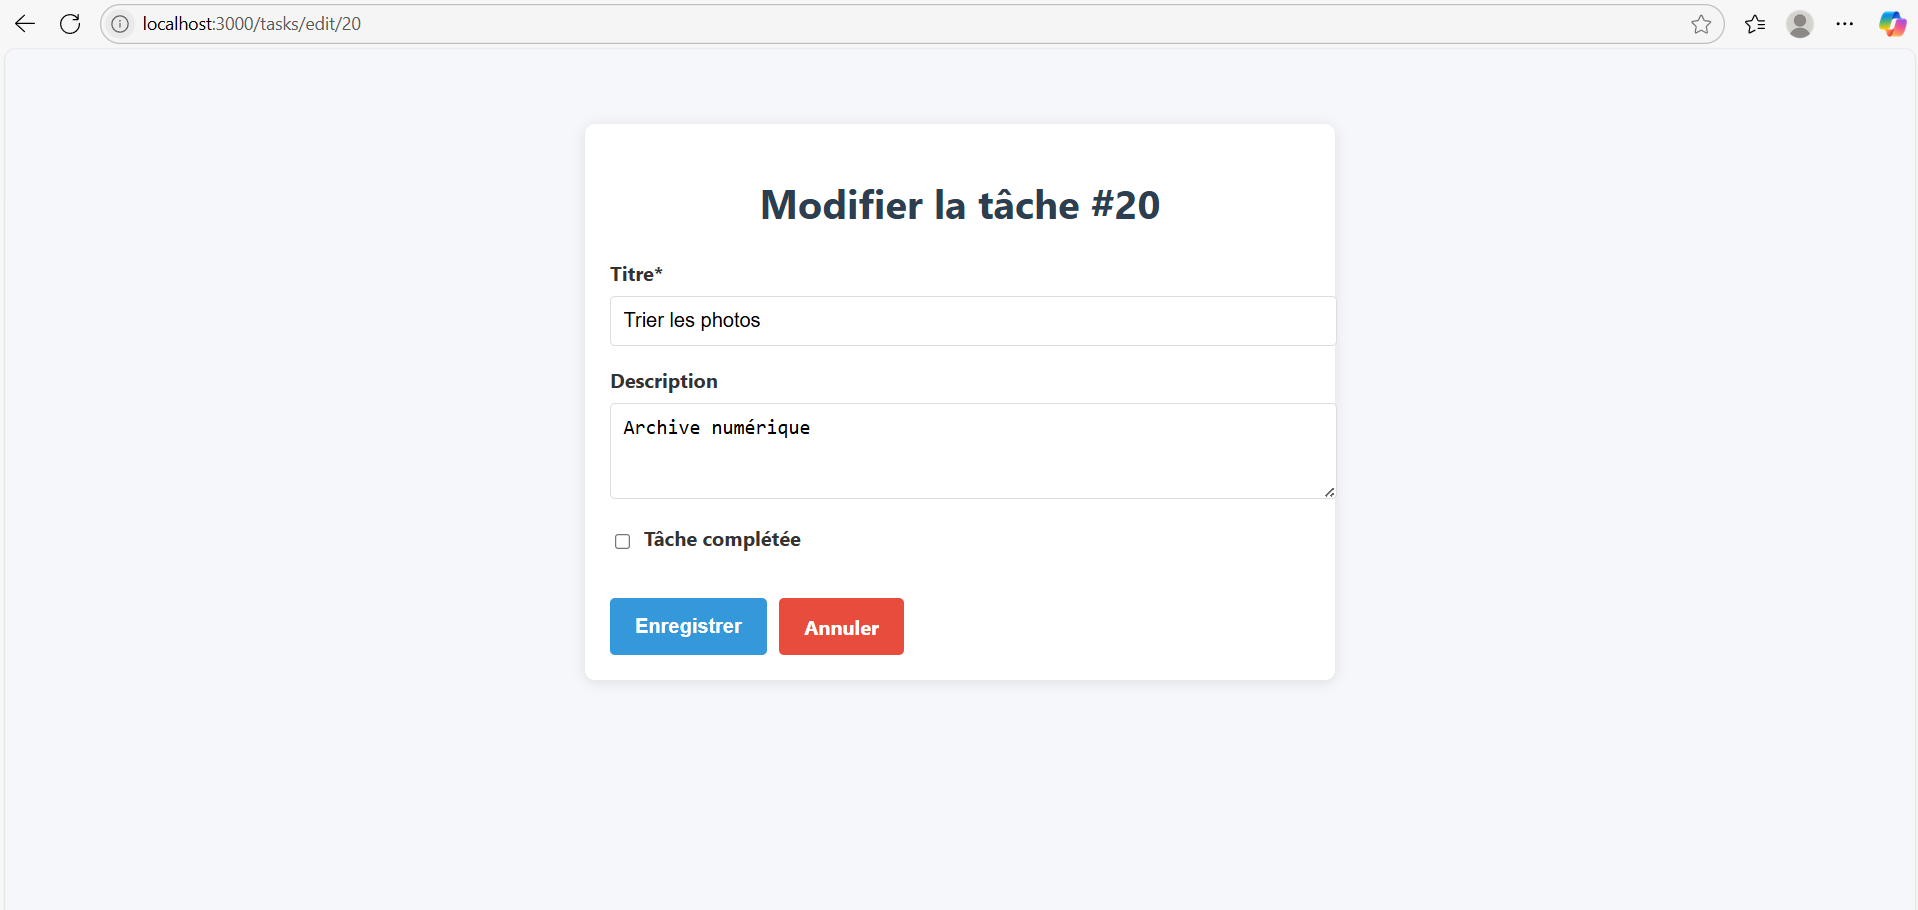 localhost:3000/tasks/edit/20
Modifier la tâche #20
Titre*
Trier les photos
Description
Archive numérique
Tâche complétée
Enregistrer
Annuler